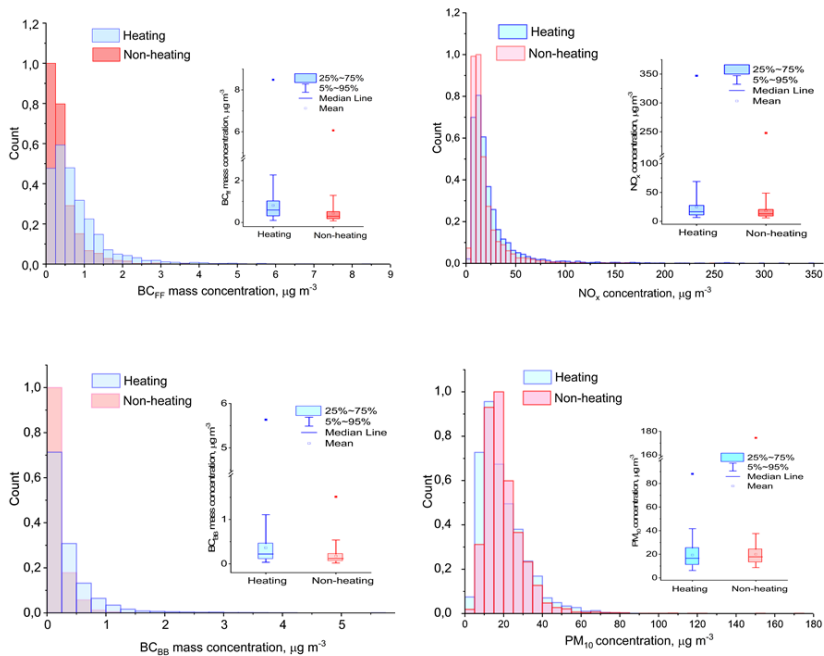 1,2
1,0
0,8
0,6
0,4
0,2
0,0
Count
Heating
Non-heating
BC_ff mass concentration, μg m⁻³
8
6
2
0
25%~75%
5%~95%
Median Line
Mean
Heating
Non-heating
0 1 2 3 4 5 6 7 8 9
BC_FF mass concentration, μg m⁻³
1,2
1,0
0,8
0,6
0,4
0,2
0,0
Count
Heating
Non-heating
NOₓ concentration, μg m⁻³
350
300
250
200
100
50
0
25%~75%
5%~95%
Median Line
Mean
Heating
Non-heating
0 50 100 150 200 250 300 350
NOₓ concentration, μg m⁻³
1,0
0,8
0,6
0,4
0,2
0,0
Count
Heating
Non-heating
BC_BB mass concentration, μg m⁻³
6
5
1
0
25%~75%
5%~95%
Median Line
Mean
Heating
Non-heating
0 1 2 3 4 5
BC_BB mass concentration, μg m⁻³
1,0
0,8
0,6
0,4
0,2
0,0
Count
Heating
Non-heating
PM₁₀ concentration, μg m⁻³
180
160
80
60
40
20
0
25%~75%
5%~95%
Median Line
Mean
Heating
Non-heating
0 20 40 60 80 100 120 140 160 180
PM₁₀ concentration, μg m⁻³